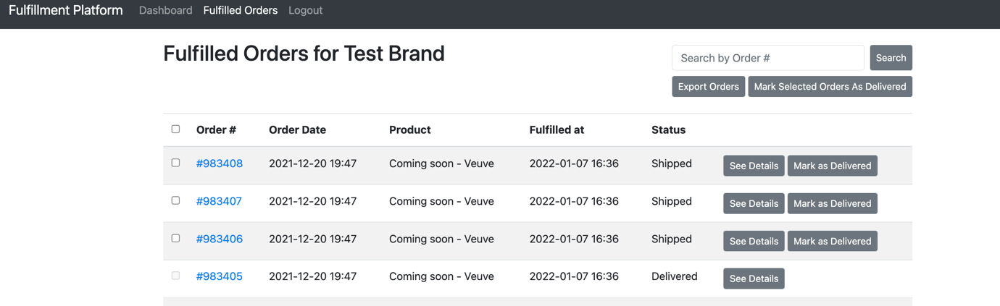 Fulfillment Platform Dashboard Fulfilled Orders Logout
Fulfilled Orders for Test Brand
Search by Order # Search
Export Orders Mark Selected Orders As Delivered
Order # Order Date Product Fulfilled at Status
#983408 2021-12-20 19:47 Coming soon - Veuve 2022-01-07 16:36 Shipped See Details Mark as Delivered
#983407 2021-12-20 19:47 Coming soon - Veuve 2022-01-07 16:36 Shipped See Details Mark as Delivered
#983406 2021-12-20 19:47 Coming soon - Veuve 2022-01-07 16:36 Shipped See Details Mark as Delivered
#983405 2021-12-20 19:47 Coming soon - Veuve 2022-01-07 16:36 Delivered See Details